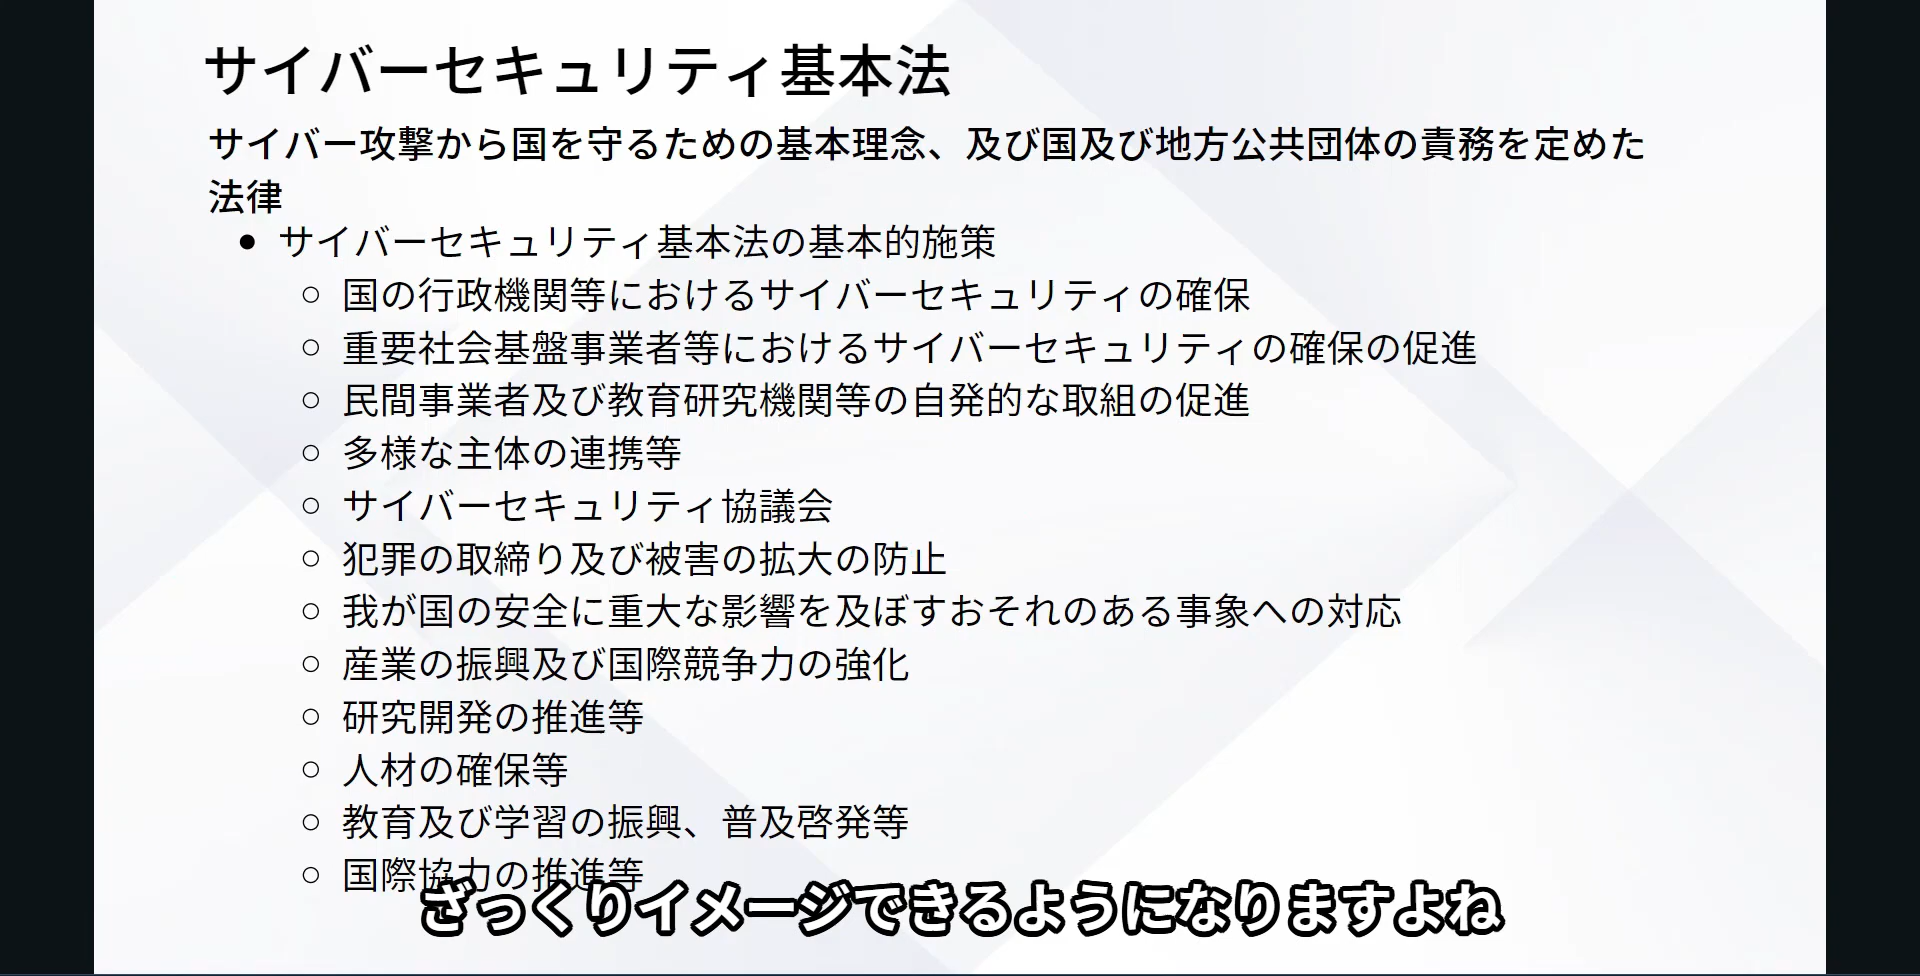 サイバーセキュリティ基本法
サイバー攻撃から国を守るための基本理念、及び国及び地方公共団体の責務を定めた
法律
● サイバーセキュリティ基本法の基本的施策
○ 国の行政機関等におけるサイバーセキュリティの確保
○ 重要社会基盤事業者等におけるサイバーセキュリティの確保の促進
○ 民間事業者及び教育研究機関等の自発的な取組の促進
○ 多様な主体の連携等
○ サイバーセキュリティ協議会
○ 犯罪の取締り及び被害の拡大の防止
○ 我が国の安全に重大な影響を及ぼすおそれのある事象への対応
○ 産業の振興及び国際競争力の強化
○ 研究開発の推進等
○ 人材の確保等
○ 教育及び学習の振興、普及啓発等
○ 国際協力の推進等
ざっくりイメージできるようになりますよね